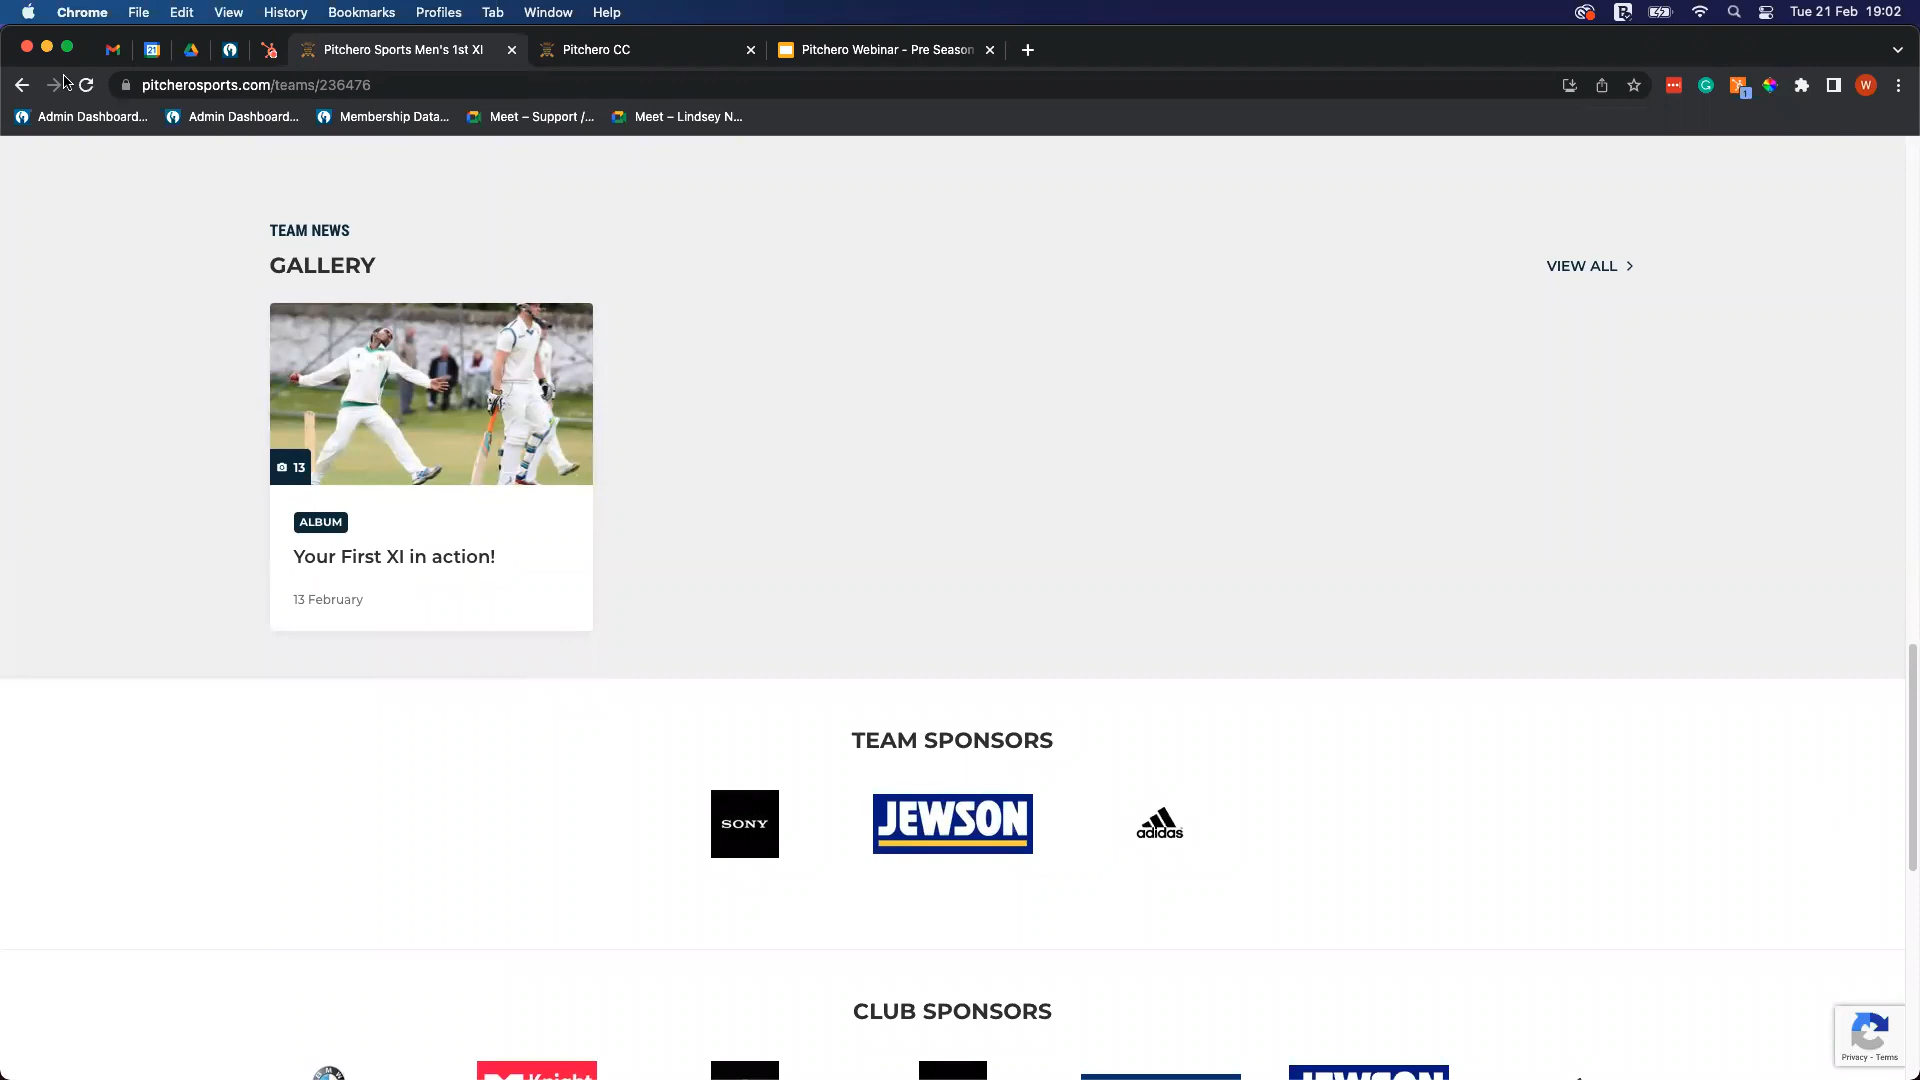 Chrome File Edit View History Bookmarks Profiles Tab Window Help Tue 21 Feb 19:02
Pitchero Sports Men's 1st XI Pitchero CC Pitchero Webinar - Pre Season
pitcherosports.com/teams/236476
Admin Dashboard... Admin Dashboard... Membership Data... Meet – Support /... Meet – Lindsey N...
TEAM NEWS
GALLERY
VIEW ALL
13
ALBUM
Your First XI in action!
13 February
TEAM SPONSORS
SONY JEWSON adidas
CLUB SPONSORS
BMW Knight JEWSON
Privacy - Terms